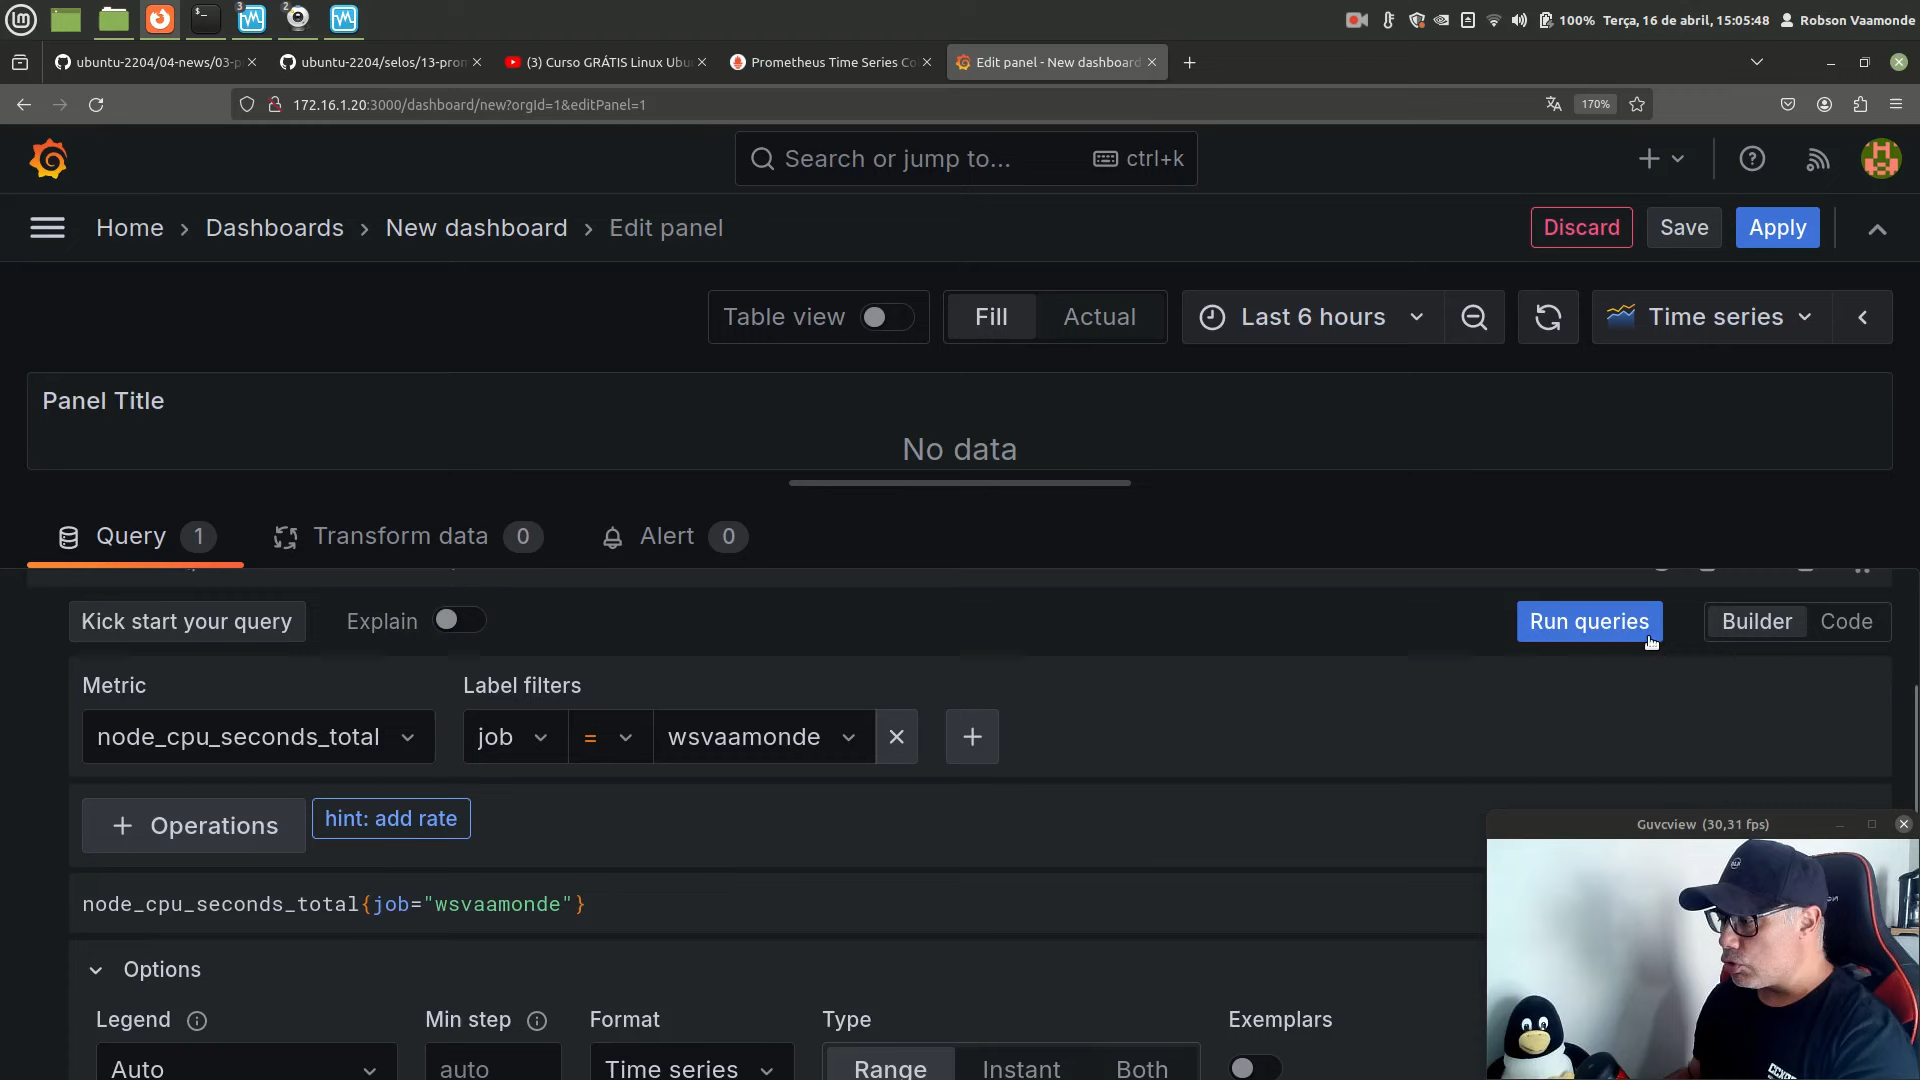 3
2
100% Terça, 16 de abril, 15:05:48 Robson Vaamonde
ubuntu-2204/04-news/03-p
ubuntu-2204/selos/13-pro
(3) Curso GRÁTIS Linux Ubu
Prometheus Time Series Co
Edit panel - New dashboard
172.16.1.20:3000/dashboard/new?orgId=1&editPanel=1
170%
Search or jump to...
ctrl+k
Home › Dashboards › New dashboard › Edit panel
Discard
Save
Apply
Table view
Fill
Actual
Last 6 hours
Time series
Panel Title
No data
Query 1
Transform data 0
Alert 0
Kick start your query
Explain
Run queries
Builder
Code
Metric
Label filters
node_cpu_seconds_total
job
=
wsvaamonde
+ Operations
hint: add rate
Guvcview (30,31 fps)
node_cpu_seconds_total{job="wsvaamonde"}
Options
Legend
Min step
Format
Type
Exemplars
Auto
auto
Time series
Range
Instant
Both